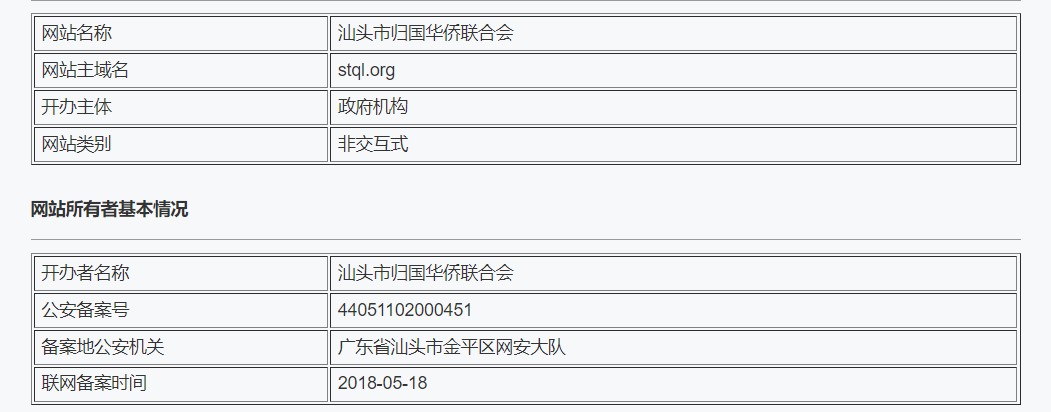 网站名称 汕头市归国华侨联合会
网站主域名 stql.org
开办主体 政府机构
网站类别 非交互式
网站所有者基本情况
开办者名称 汕头市归国华侨联合会
公安备案号 44051102000451
备案地公安机关 广东省汕头市金平区网安大队
联网备案时间 2018-05-18